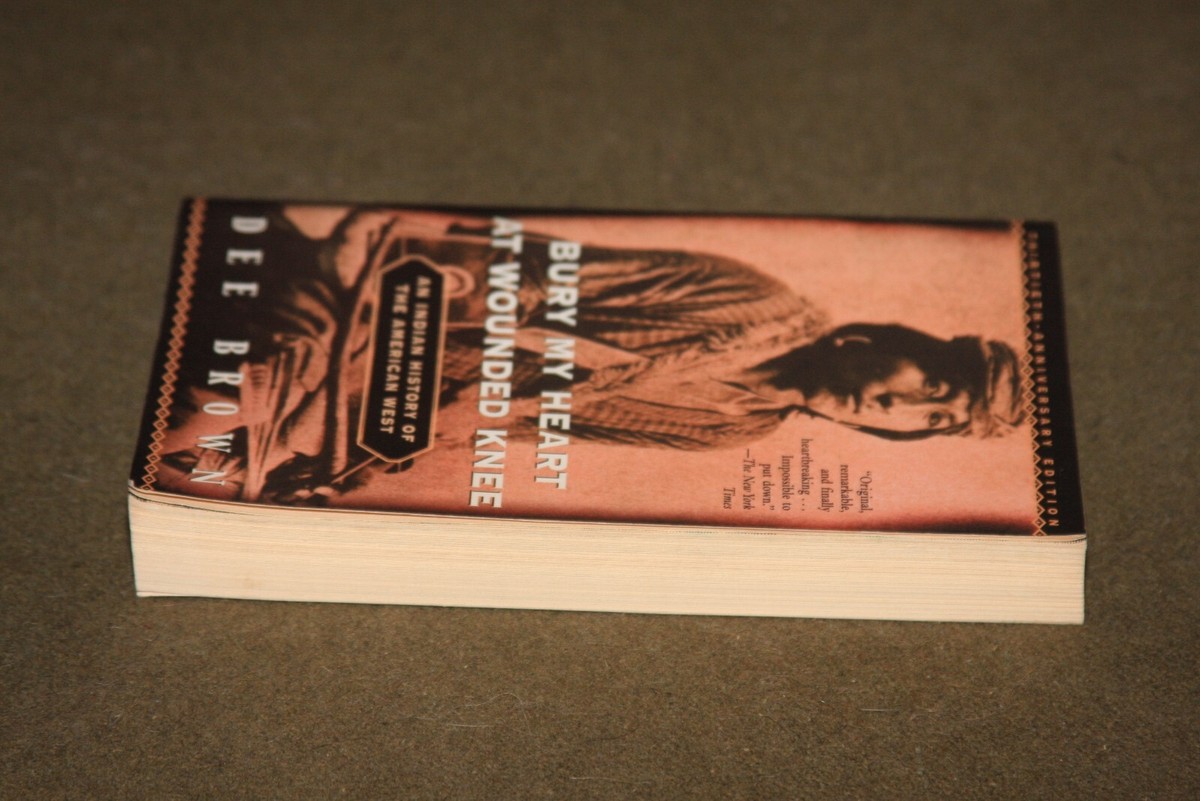 THIRTIETH-ANNIVERSARY EDITION
"Original,
remarkable,
and finally
heartbreaking ...
Impossible to
put down."
—The New York
Times
BURY MY HEART
AT WOUNDED KNEE
AN INDIAN HISTORY OF
THE AMERICAN WEST
DEE BROWN